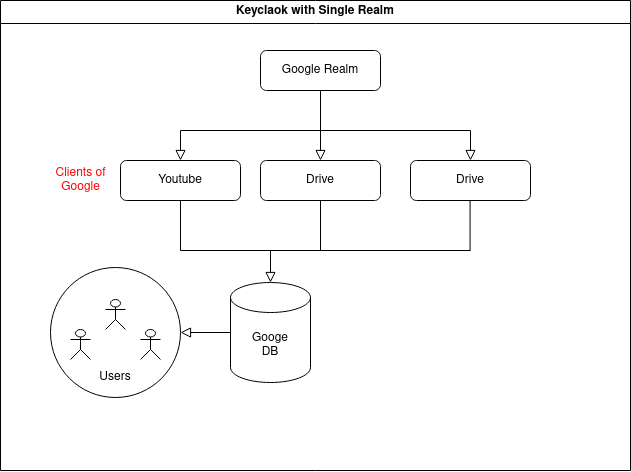 Keyclaok with Single Realm
Google Realm
Clients of
Google
Youtube
Drive
Drive
Googe
DB
Users